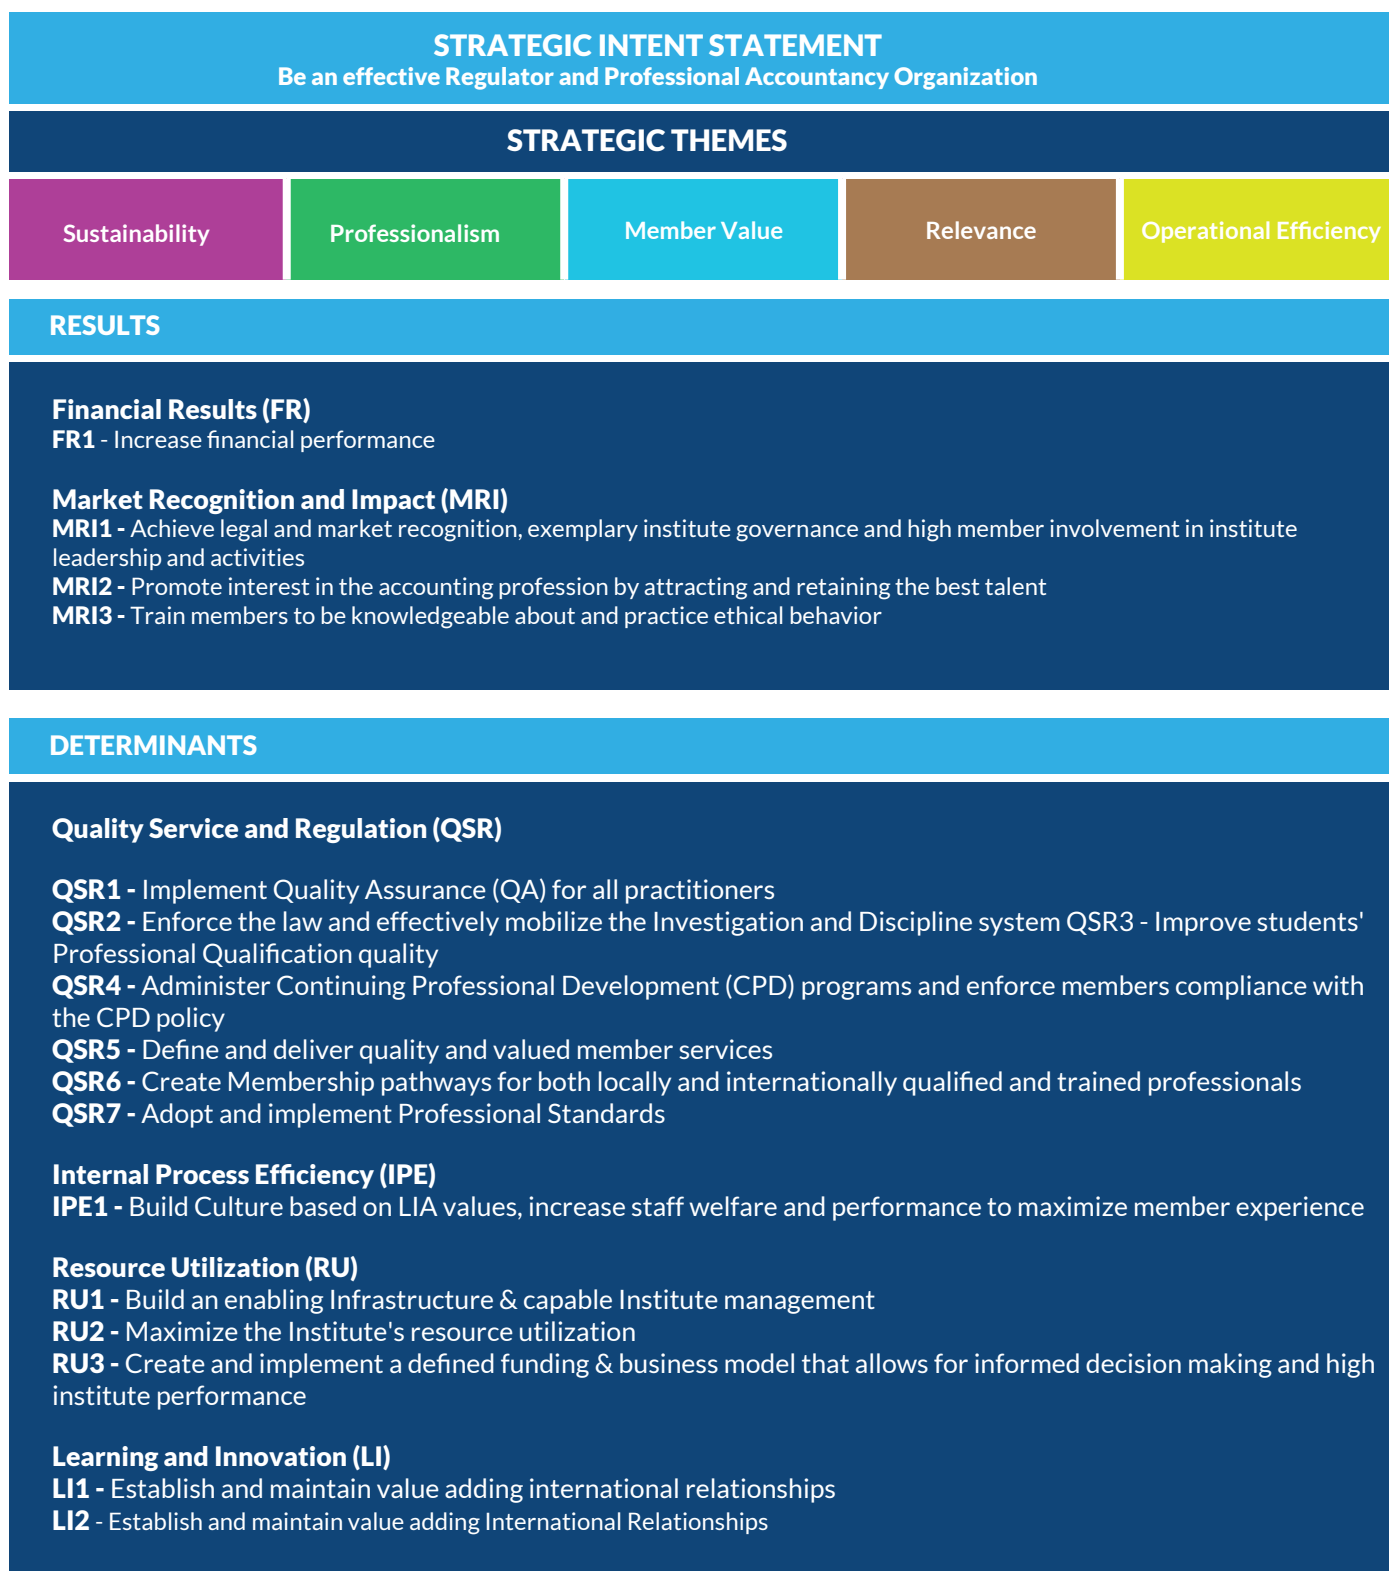 STRATEGIC INTENT STATEMENT
Be an effective Regulator and Professional Accountancy Organization
STRATEGIC THEMES
Sustainability
Professionalism
Member Value
Relevance
Operational Efficiency
RESULTS
Financial Results (FR)
FR1 - Increase financial performance
Market Recognition and Impact (MRI)
MRI1 - Achieve legal and market recognition, exemplary institute governance and high member involvement in institute
leadership and activities
MRI2 - Promote interest in the accounting profession by attracting and retaining the best talent
MRI3 - Train members to be knowledgeable about and practice ethical behavior
DETERMINANTS
Quality Service and Regulation (QSR)
QSR1 - Implement Quality Assurance (QA) for all practitioners
QSR2 - Enforce the law and effectively mobilize the Investigation and Discipline system QSR3 - Improve students'
Professional Qualification quality
QSR4 - Administer Continuing Professional Development (CPD) programs and enforce members compliance with
the CPD policy
QSR5 - Define and deliver quality and valued member services
QSR6 - Create Membership pathways for both locally and internationally qualified and trained professionals
QSR7 - Adopt and implement Professional Standards
Internal Process Efficiency (IPE)
IPE1 - Build Culture based on LIA values, increase staff welfare and performance to maximize member experience
Resource Utilization (RU)
RU1 - Build an enabling Infrastructure & capable Institute management
RU2 - Maximize the Institute's resource utilization
RU3 - Create and implement a defined funding & business model that allows for informed decision making and high
institute performance
Learning and Innovation (LI)
LI1 - Establish and maintain value adding international relationships
LI2 - Establish and maintain value adding International Relationships